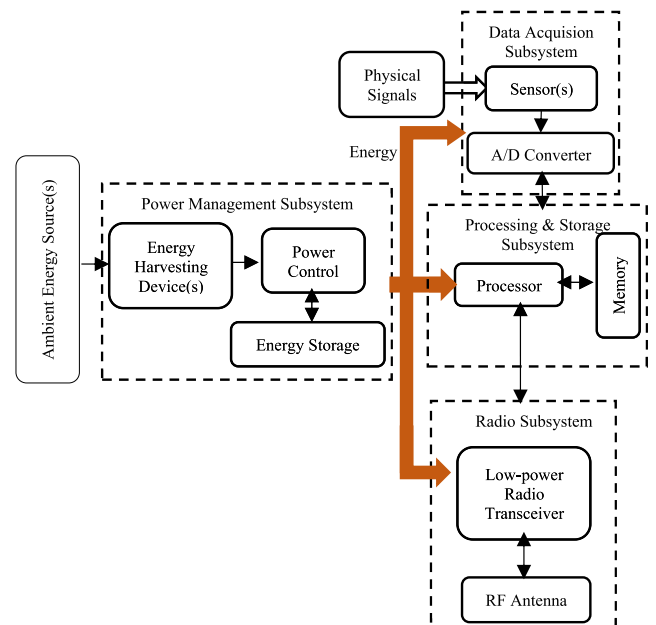 Data Acquision
Subsystem
Physical
Signals
Sensor(s)
Energy
A/D Converter
Ambient Energy Source(s)
Power Management Subsystem
Energy
Harvesting
Device(s)
Power
Control
Energy Storage
Processing & Storage
Subsystem
Processor
Memory
Radio Subsystem
Low-power
Radio
Transceiver
RF Antenna